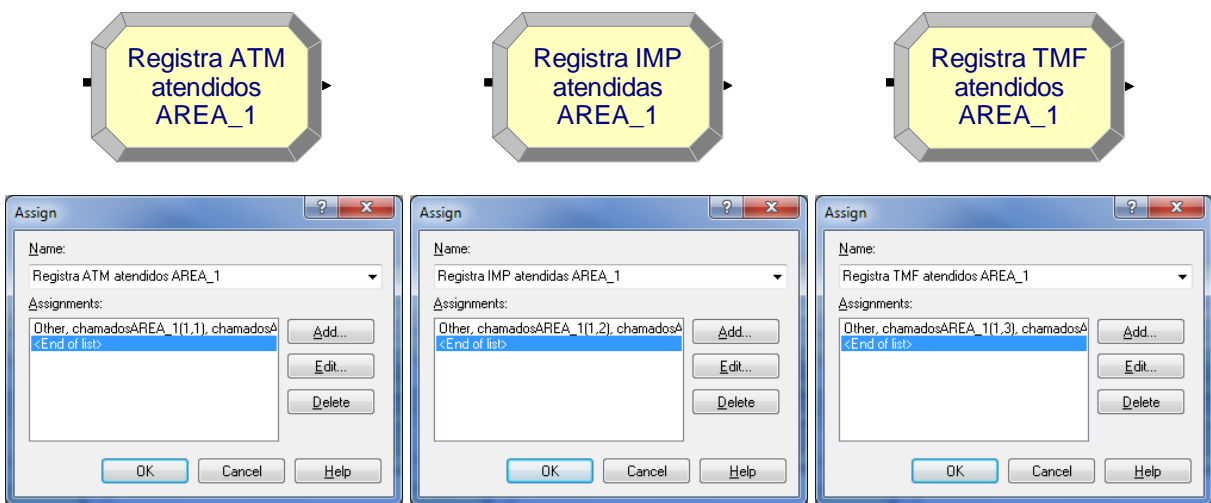 Registra ATM
atendidos
AREA_1
Registra IMP
atendidas
AREA_1
Registra TMF
atendidos
AREA_1
Assign
Name:
Registra ATM atendidos AREA_1
Assignments:
Other, chamadosAREA_1(1,1), chamadosA
<End of list>
Add...
Edit...
Delete
OK Cancel Help
Assign
Name:
Registra IMP atendidas AREA_1
Assignments:
Other, chamadosAREA_1(1,2), chamadosA
<End of list>
Add...
Edit...
Delete
OK Cancel Help
Assign
Name:
Registra TMF atendidos AREA_1
Assignments:
Other, chamadosAREA_1(1,3), chamadosA
<End of list>
Add...
Edit...
Delete
OK Cancel Help